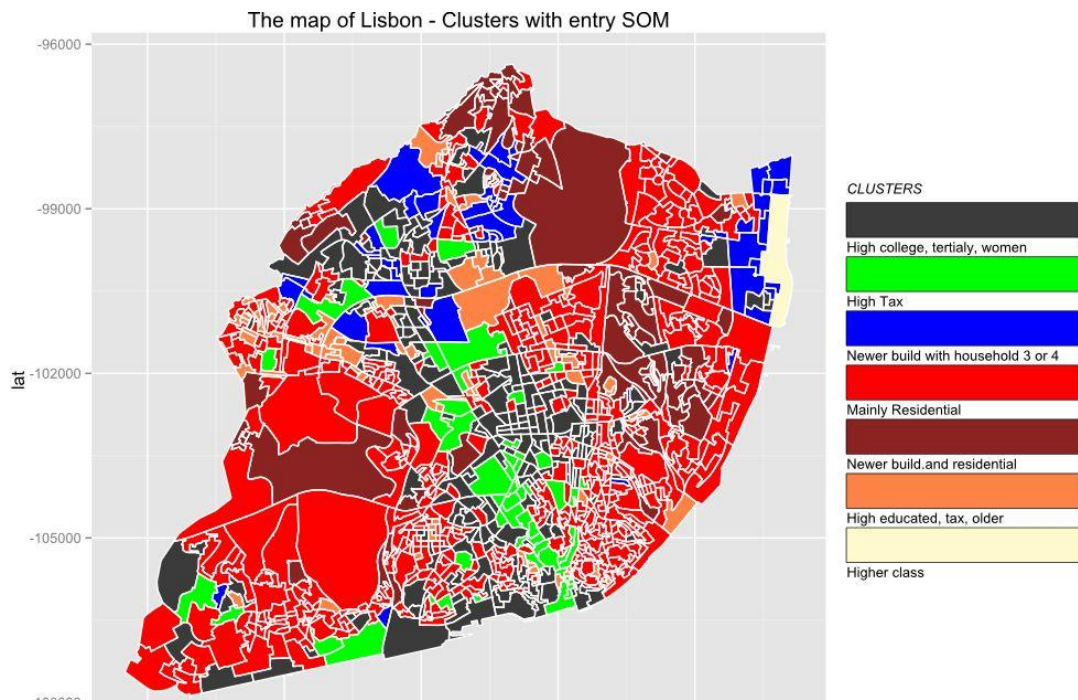 The map of Lisbon - Clusters with entry SOM
-96000
-99000
-102000
-105000
lat
CLUSTERS
High college, tertialy, women
High Tax
Newer build with household 3 or 4
Mainly Residential
Newer build.and residential
High educated, tax, older
Higher class